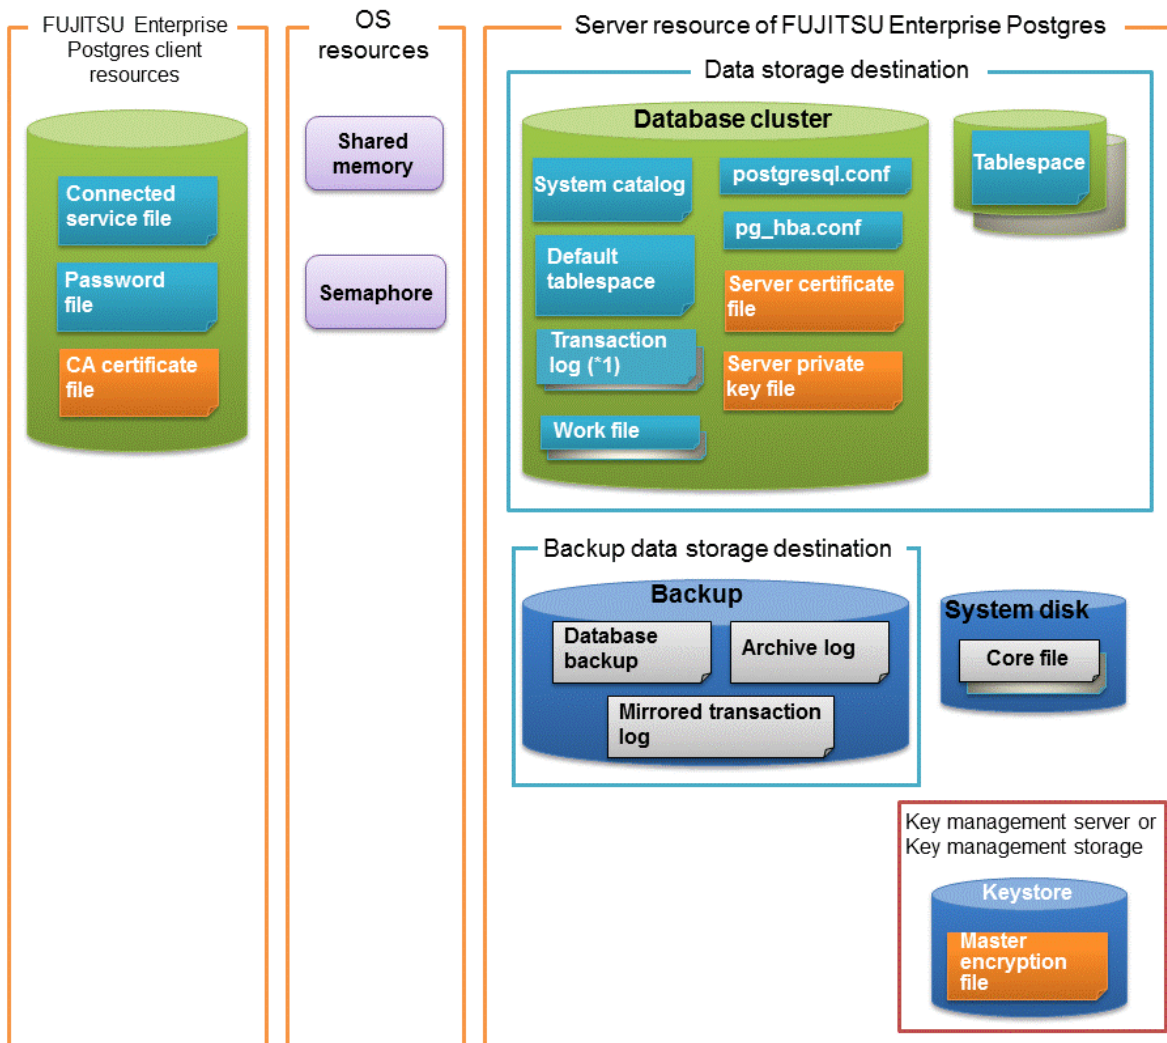 FUJITSU Enterprise
Postgres client
resources
Connected
service file
Password
file
CA certificate
file
OS
resources
Shared
memory
Semaphore
Server resource of FUJITSU Enterprise Postgres
Data storage destination
Database cluster
System catalog
Default
tablespace
Transaction
log (*1)
Work file
postgresql.conf
pg_hba.conf
Server certificate
file
Server private
key file
Tablespace
Backup data storage destination
Backup
Database
backup
Archive log
Mirrored transaction
log
System disk
Core file
Key management server or
Key management storage
Keystore
Master
encryption
file